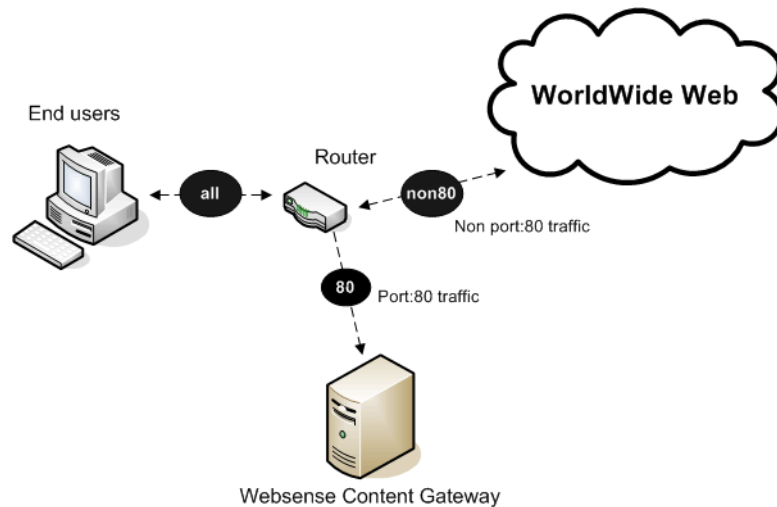 WorldWide Web
End users
Router
all
non80
Non port:80 traffic
80
Port:80 traffic
Websense Content Gateway